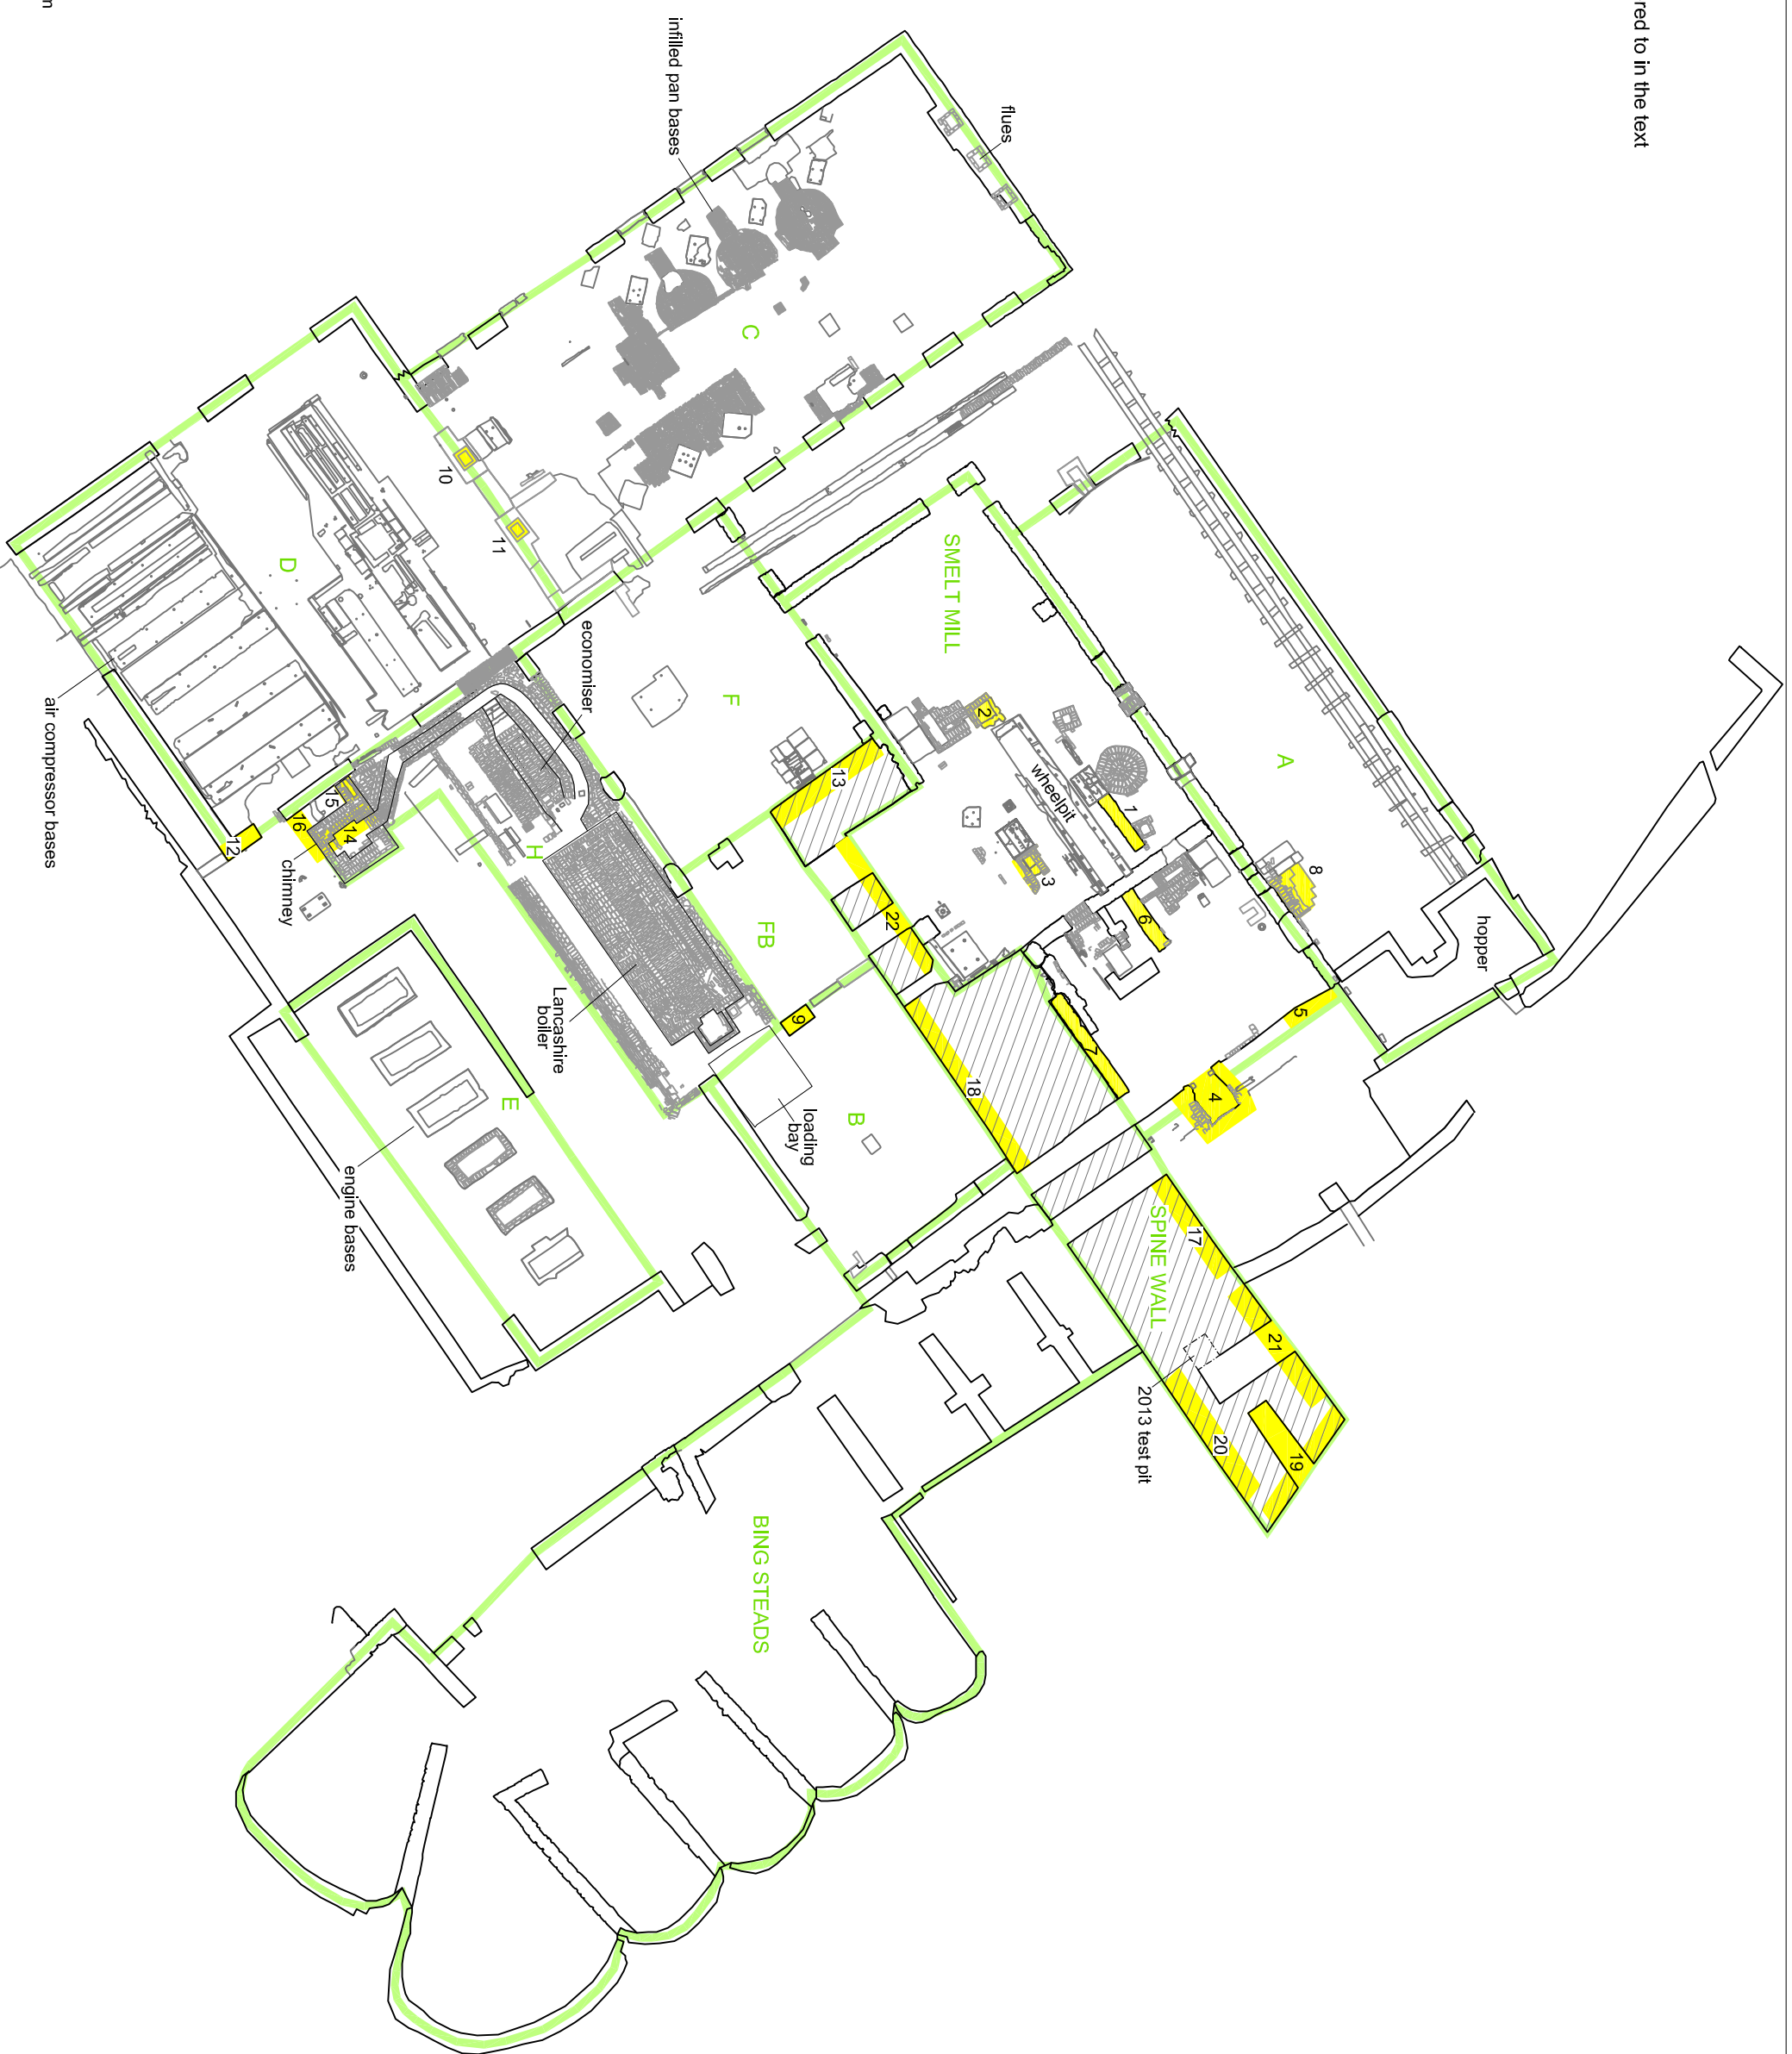 red to in the text
m
infilled pan bases
flues
C
10
11
SMELT MILL
D
economiser
air compressor bases
F
A
2
wheelpit
1
13
8
15
16
14
12
chimney
H
3
6
22
hopper
FB
Lancashire
boiler
9
5
7
18
4
E
B
loading
bay
engine bases
SPINE WALL
17
21
2013 test pit
20
19
BING STEADS